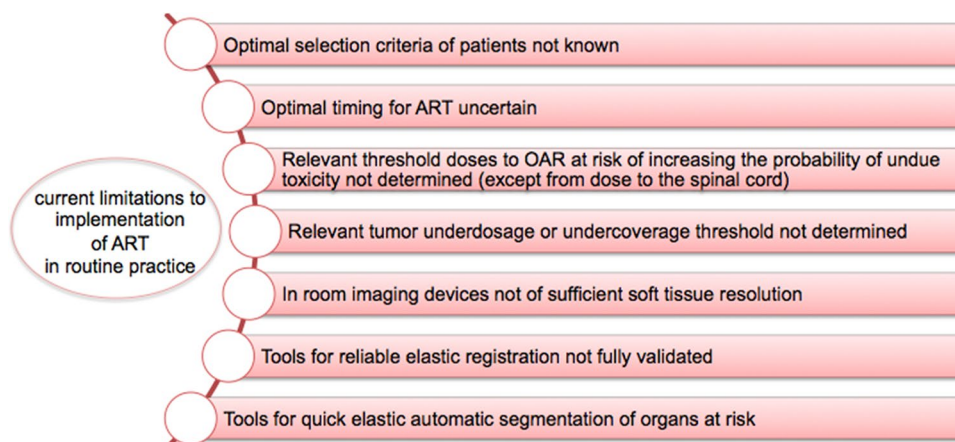 Optimal selection criteria of patients not known
Optimal timing for ART uncertain
Relevant threshold doses to OAR at risk of increasing the probability of undue
toxicity not determined (except from dose to the spinal cord)
current limitations to
implementation
of ART
in routine practice
Relevant tumor underdosage or undercoverage threshold not determined
In room imaging devices not of sufficient soft tissue resolution
Tools for reliable elastic registration not fully validated
Tools for quick elastic automatic segmentation of organs at risk